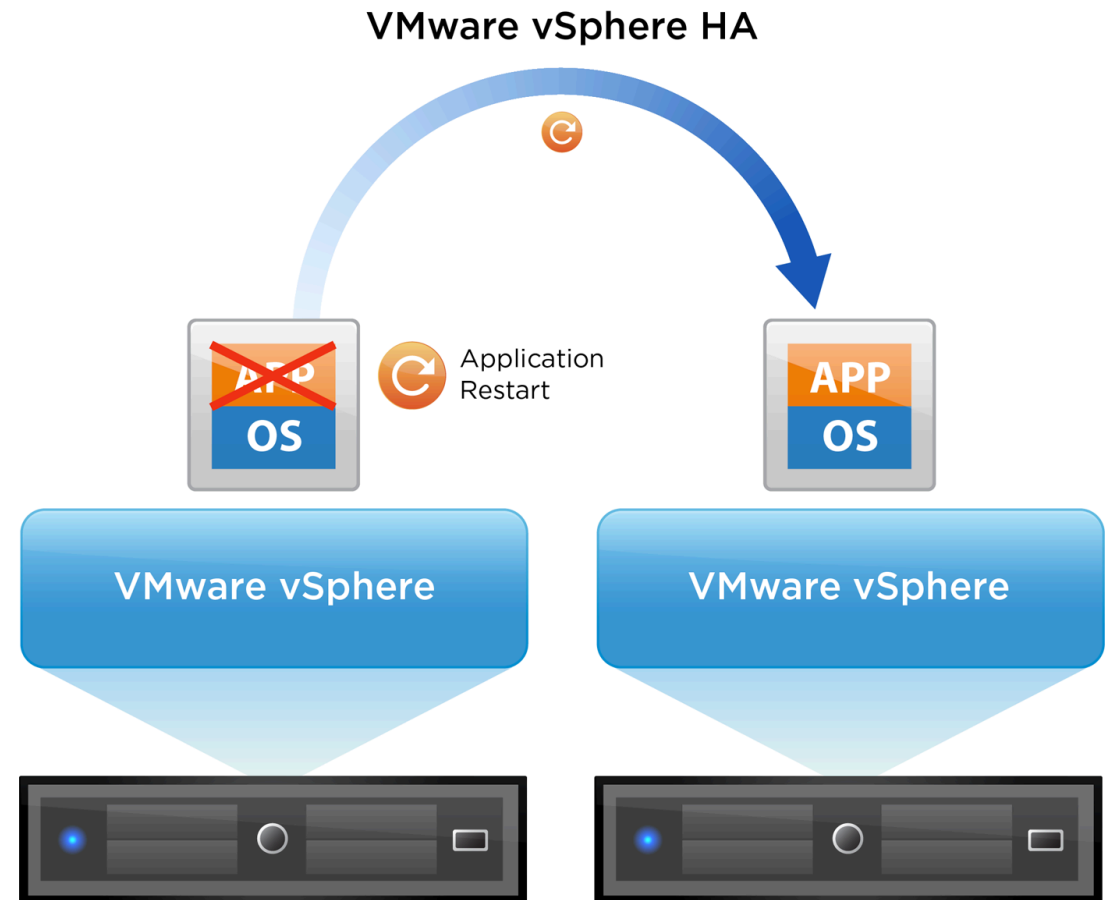 VMware vSphere HA
APP
OS
Application
Restart
APP
OS
VMware vSphere
VMware vSphere